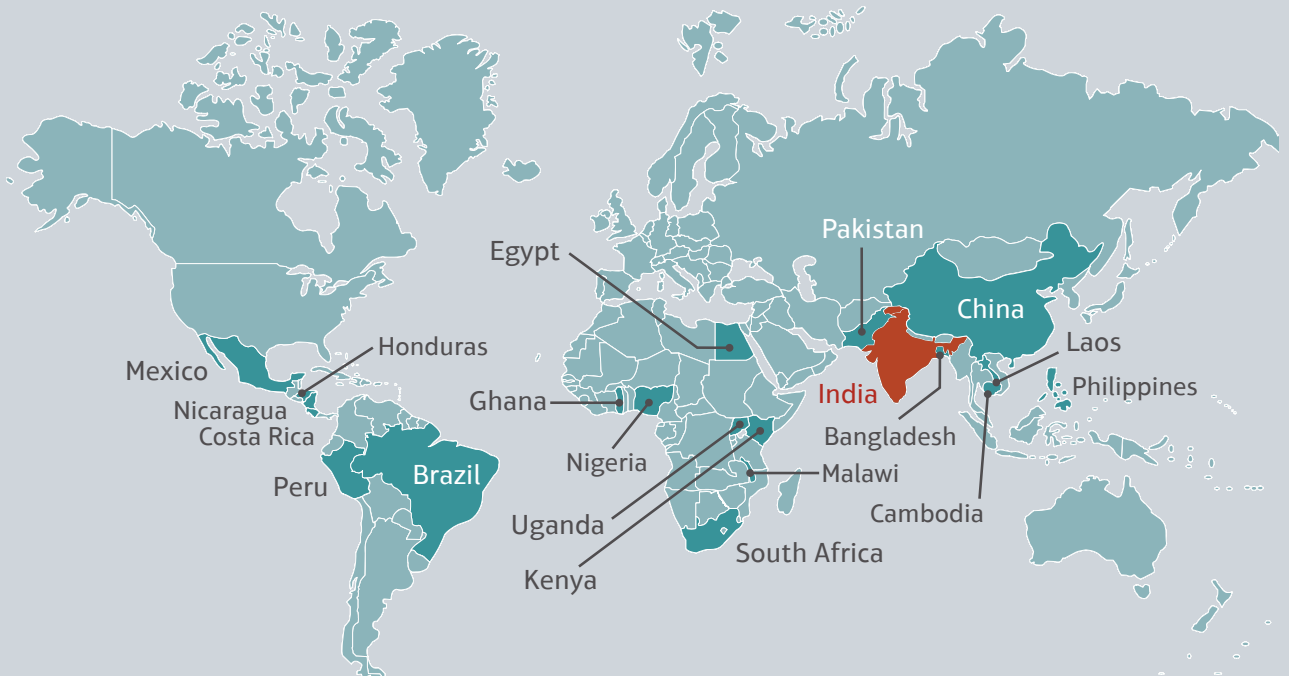 Pakistan
Egypt
China
Honduras
Laos
Mexico
Philippines
India
Ghana
Nicaragua
Costa Rica
Bangladesh
Nigeria
Malawi
Brazil
Peru
Cambodia
Uganda
South Africa
Kenya